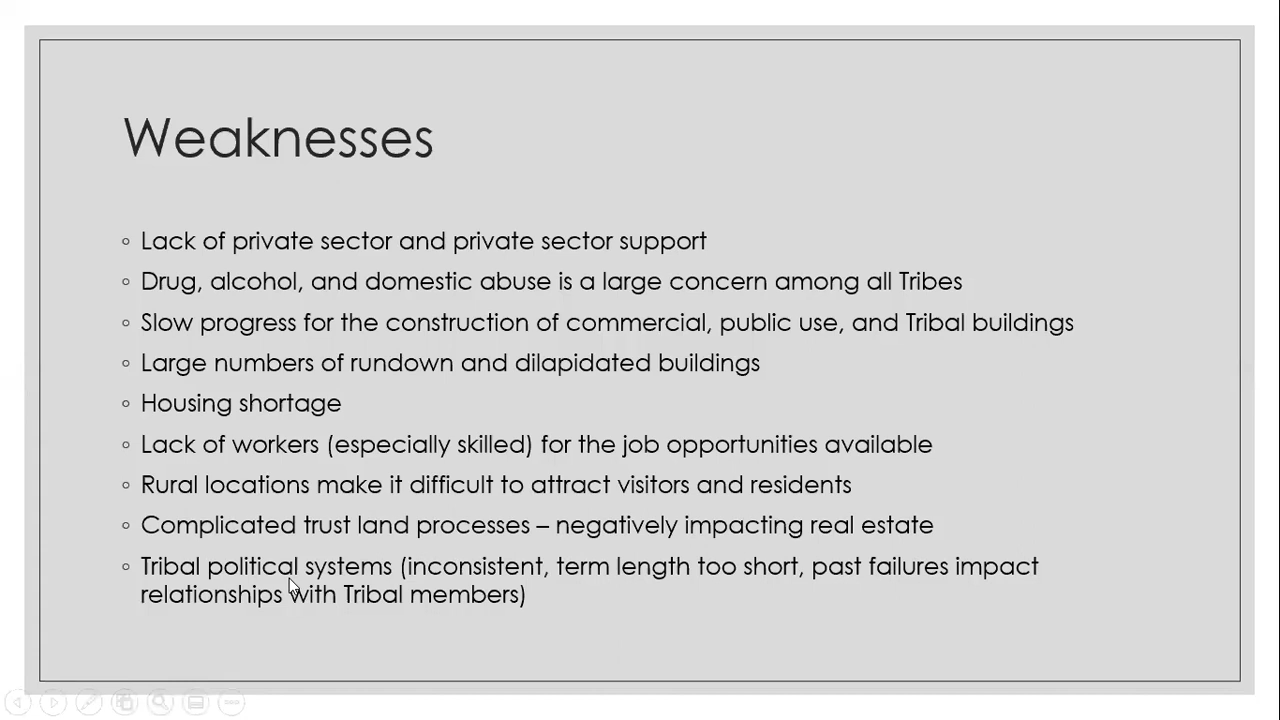 Weaknesses
◦ Lack of private sector and private sector support
◦ Drug, alcohol, and domestic abuse is a large concern among all Tribes
◦ Slow progress for the construction of commercial, public use, and Tribal buildings
◦ Large numbers of rundown and dilapidated buildings
◦ Housing shortage
◦ Lack of workers (especially skilled) for the job opportunities available
◦ Rural locations make it difficult to attract visitors and residents
◦ Complicated trust land processes – negatively impacting real estate
◦ Tribal political systems (inconsistent, term length too short, past failures impact
relationships with Tribal members)